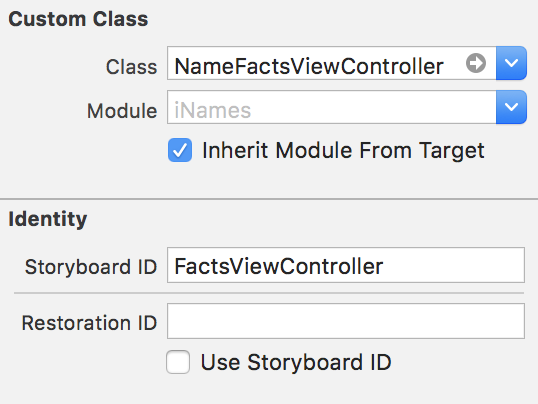 Custom Class
Class NameFactsViewController
Module iNames
Inherit Module From Target
Identity
Storyboard ID FactsViewController
Restoration ID
Use Storyboard ID